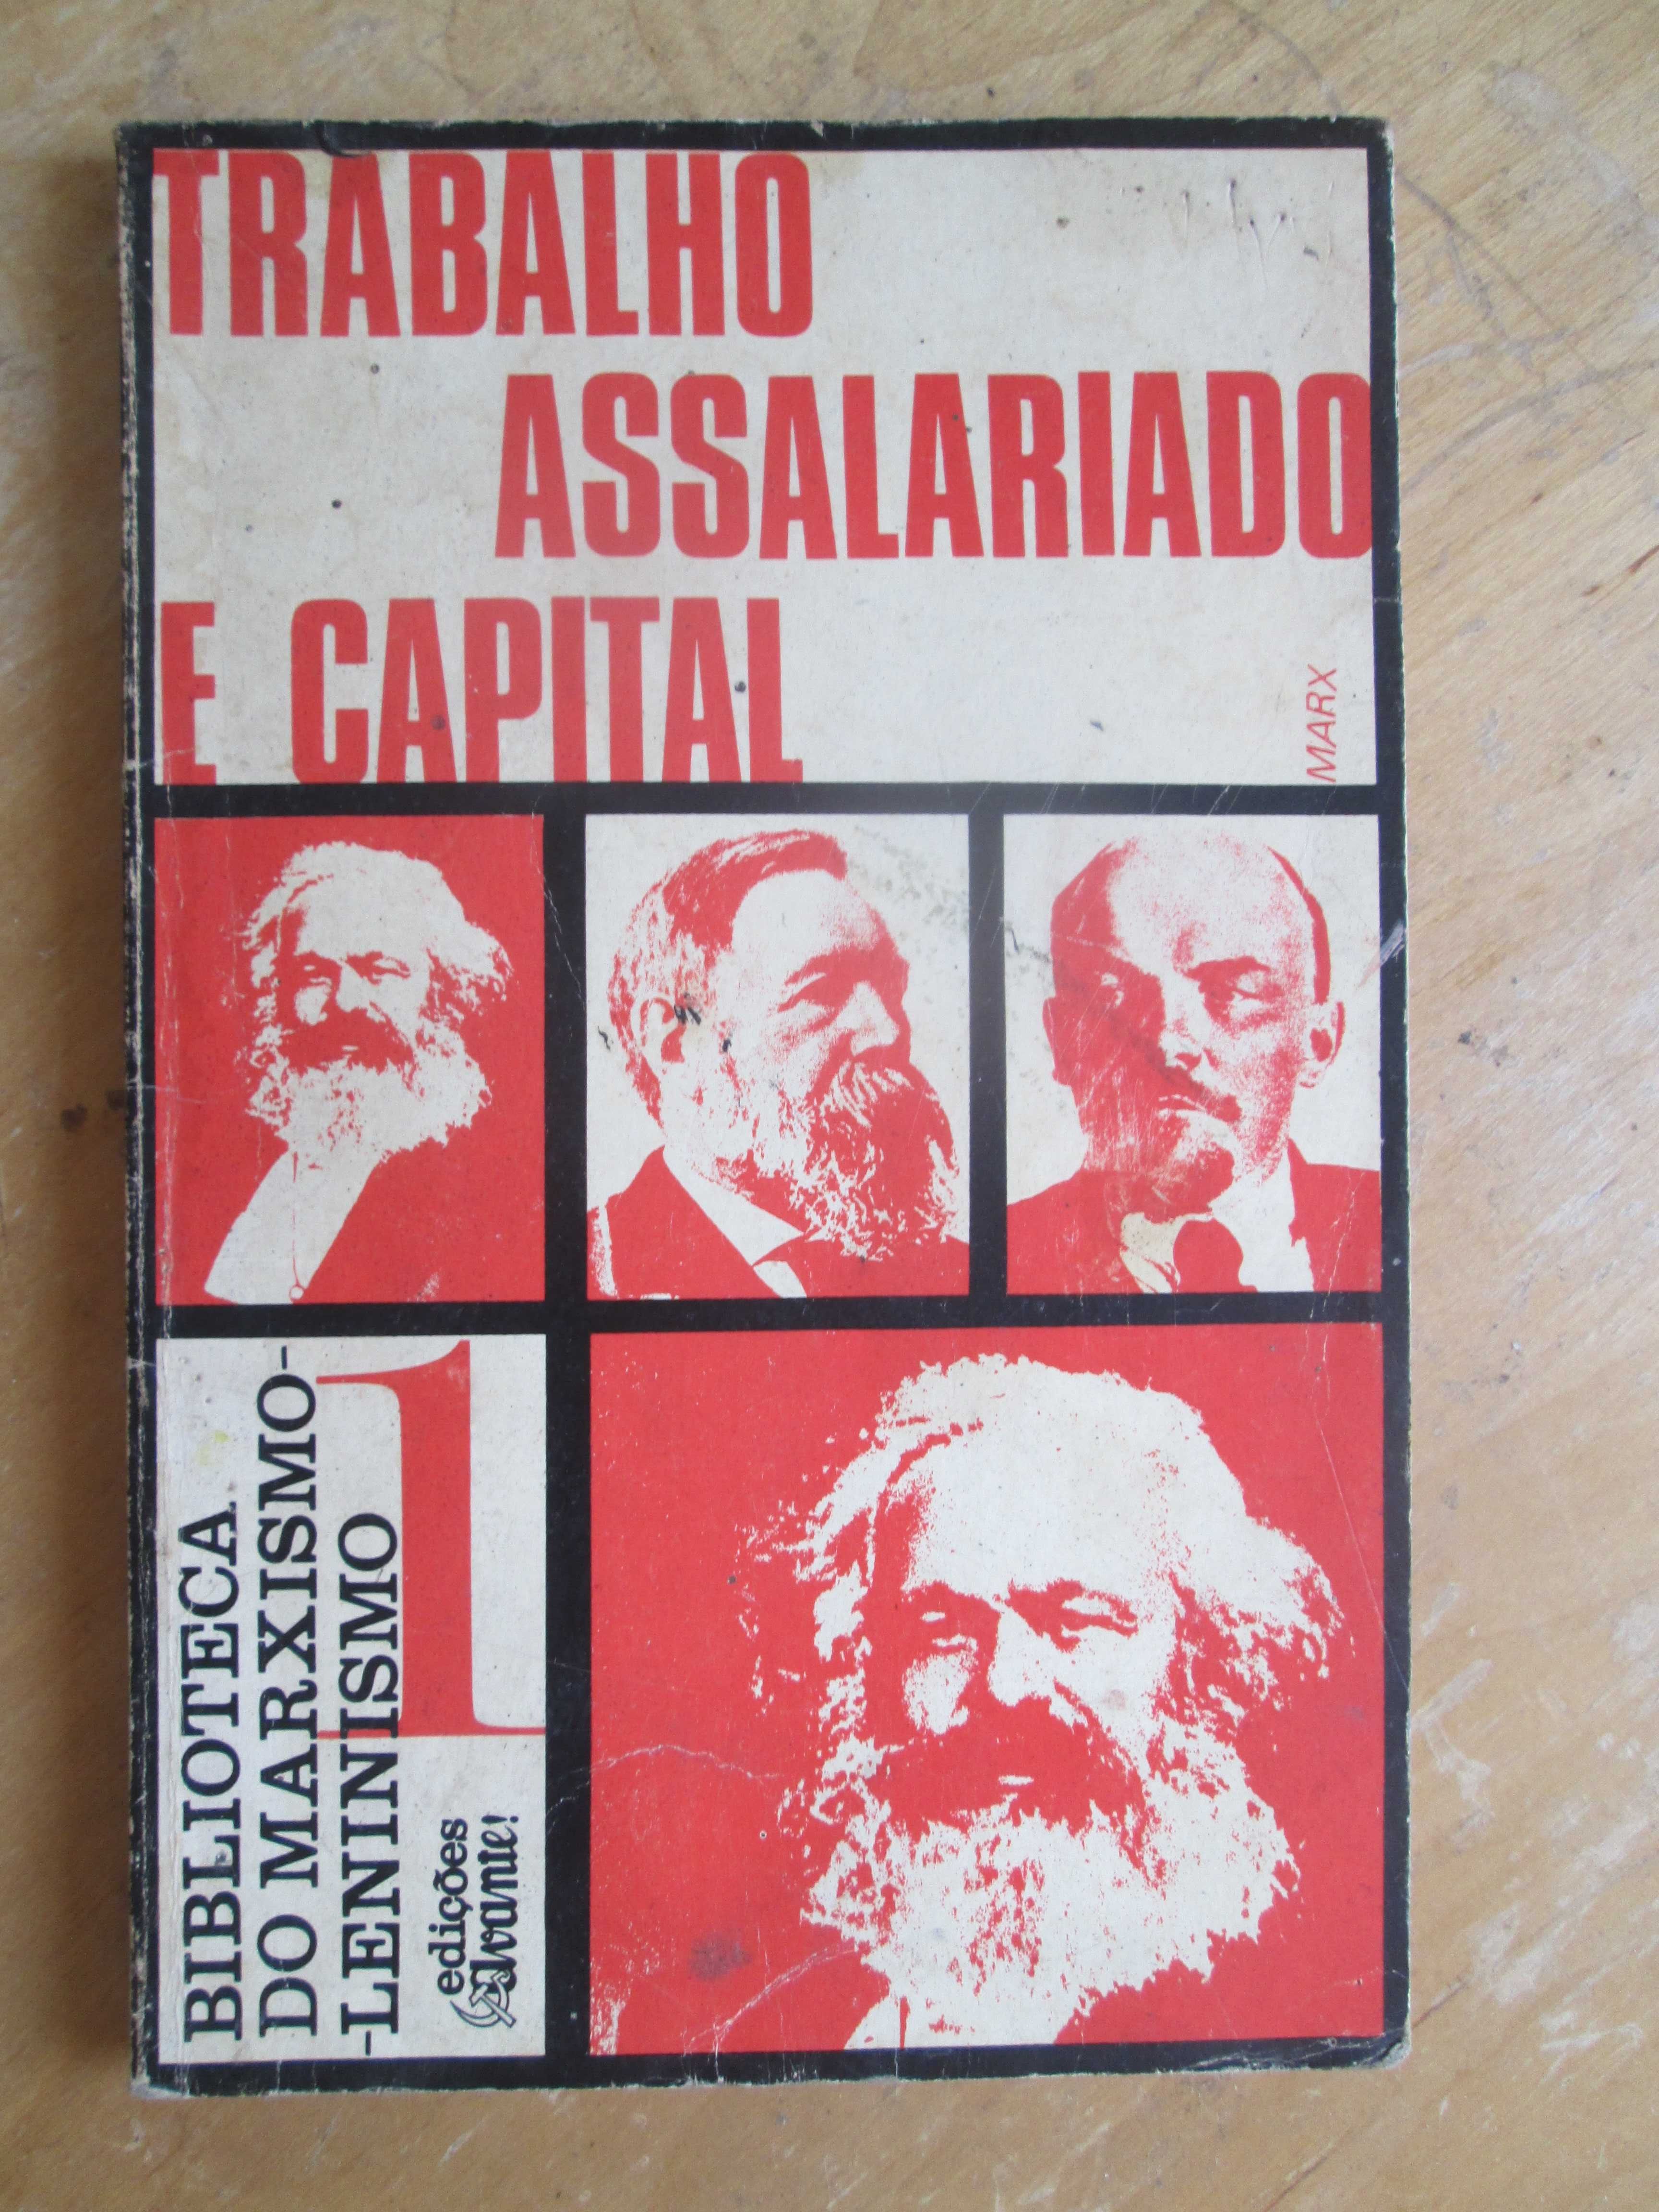 TRABALHO
ASSALARIADO
E CAPITAL
MARX
BIBLIOTECA
DO MARXISMO-
-LENINISMO
1
edições
Avante!